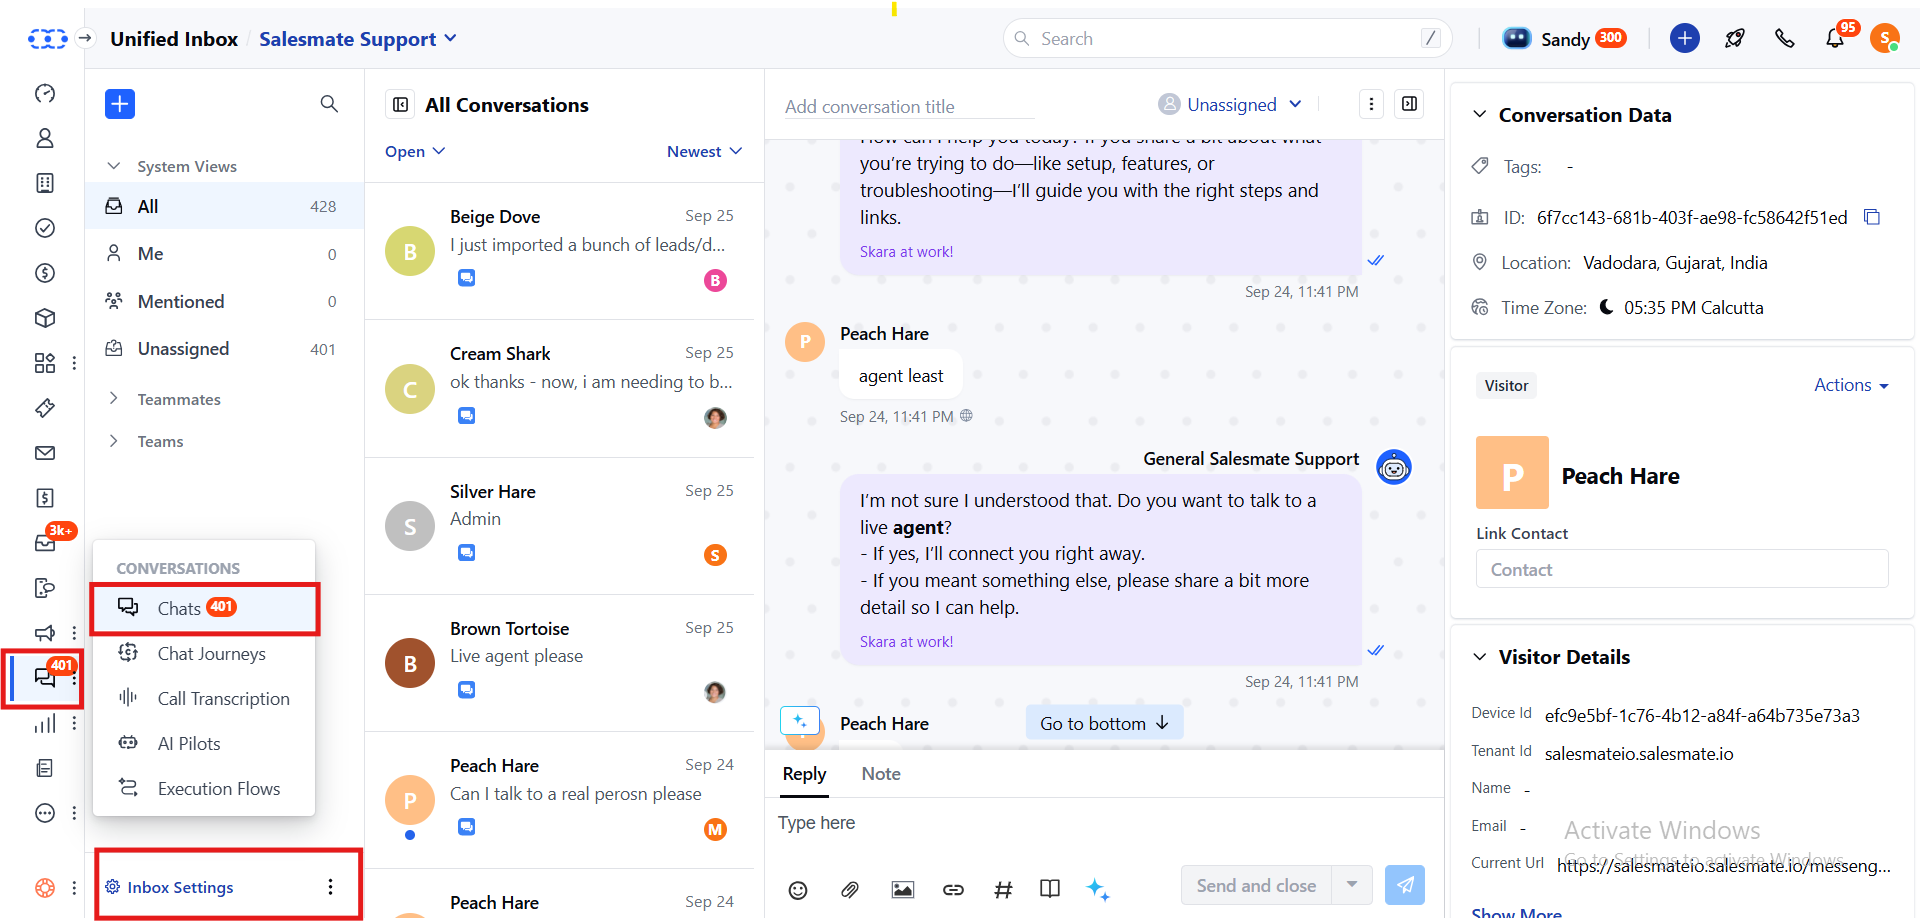 Unified Inbox / Salesmate Support
Search /
Sandy 300
95
S
System Views
All 428
Me 0
Mentioned 0
Unassigned 401
Teammates
Teams
3k+
401
CONVERSATIONS
Chats 401
Chat Journeys
Call Transcription
AI Pilots
Execution Flows
Inbox Settings
All Conversations
Open Newest
B
Beige Dove Sep 25
I just imported a bunch of leads/d...
B
C
Cream Shark Sep 25
ok thanks - now, i am needing to b...
S
Silver Hare Sep 25
Admin
S
B
Brown Tortoise Sep 25
Live agent please
P
Peach Hare Sep 24
Can I talk to a real perosn please
M
Peach Hare Sep 24
Add conversation title
Unassigned
How can I help you today? If you share a bit about what
you're trying to do—like setup, features, or
troubleshooting—I'll guide you with the right steps and
links.
Skara at work!
Sep 24, 11:41 PM
P
Peach Hare
agent least
Sep 24, 11:41 PM
General Salesmate Support
I'm not sure I understood that. Do you want to talk to a
live agent?
- If yes, I'll connect you right away.
- If you meant something else, please share a bit more
detail so I can help.
Skara at work!
Sep 24, 11:41 PM
Peach Hare
Go to bottom
Reply Note
Type here
Send and close
Conversation Data
Tags: -
ID: 6f7cc143-681b-403f-ae98-fc58642f51ed
Location: Vadodara, Gujarat, India
Time Zone: 05:35 PM Calcutta
Visitor Actions
P
Peach Hare
Link Contact
Contact
Visitor Details
Device Id efc9e5bf-1c76-4b12-a84f-a64b735e73a3
Tenant Id salesmateio.salesmate.io
Name -
Email -
Activate Windows
Go to Settings to activate Windows.
Current Url https://salesmateio.salesmate.io/messeng...
Show More